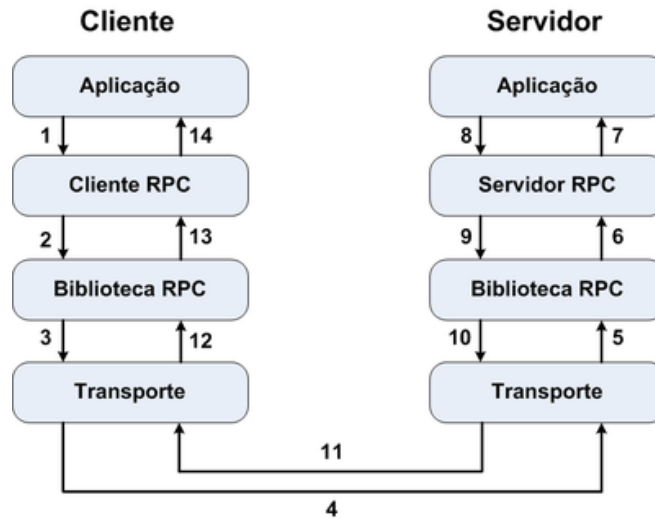 Cliente Servidor
Aplicação Aplicação
1 14 8 7
Cliente RPC Servidor RPC
2 13 9 6
Biblioteca RPC Biblioteca RPC
3 12 10 5
Transporte Transporte
11
4